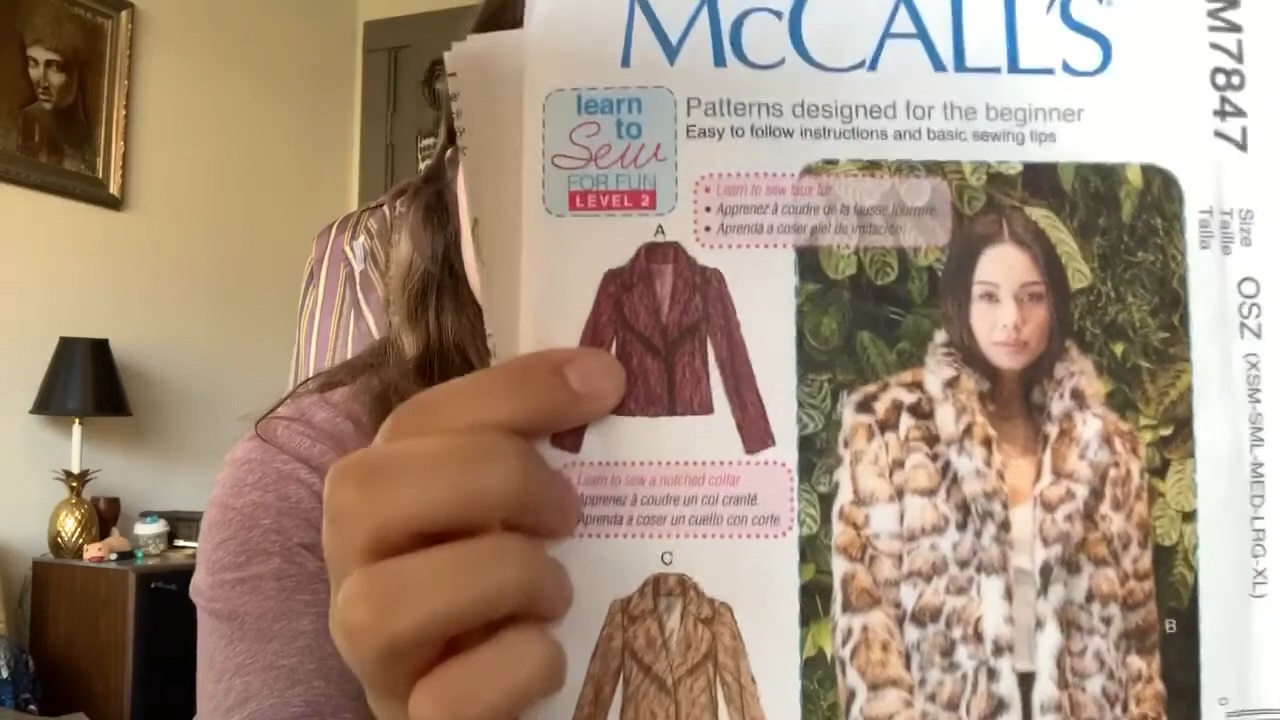 McCALL'S
learn
to
Sew
FOR FUN
LEVEL 2
Patterns designed for the beginner
Easy to follow instructions and basic sewing tips
• Learn to sew faux fur
• Apprenez à coudre de la fausse fourrure
• Aprenda a coser piel de imitación
A
Learn to sew a notched collar
Apprenez à coudre un col cranté.
Aprenda a coser un cuello con corte
C
B
M7847
Size
Taille
Talla
OSZ (XSM-SML-MED-LRG-XL)